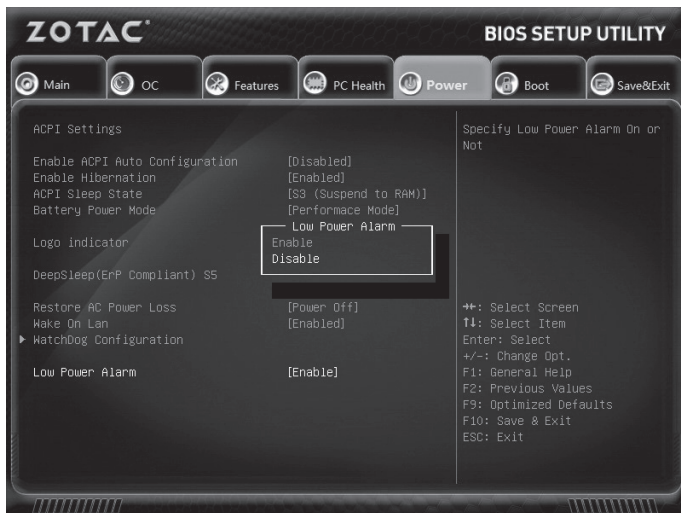 ZOTAC®
BIOS SETUP UTILITY
Main
OC
Features
PC Health
Power
Boot
Save&Exit
ACPI Settings
Enable ACPI Auto Configuration [Disabled]
Enable Hibernation [Enabled]
ACPI Sleep State [S3 (Suspend to RAM)]
Battery Power Mode [Performace Mode]
Low Power Alarm
Enable
Disable
Logo indicator
DeepSleep(ErP Compliant) S5
Restore AC Power Loss [Power Off]
Wake On Lan [Enabled]
WatchDog Configuration
Low Power Alarm [Enable]
Specify Low Power Alarm On or
Not
→←: Select Screen
↑↓: Select Item
Enter: Select
+/-: Change Opt.
F1: General Help
F2: Previous Values
F9: Optimized Defaults
F10: Save & Exit
ESC: Exit